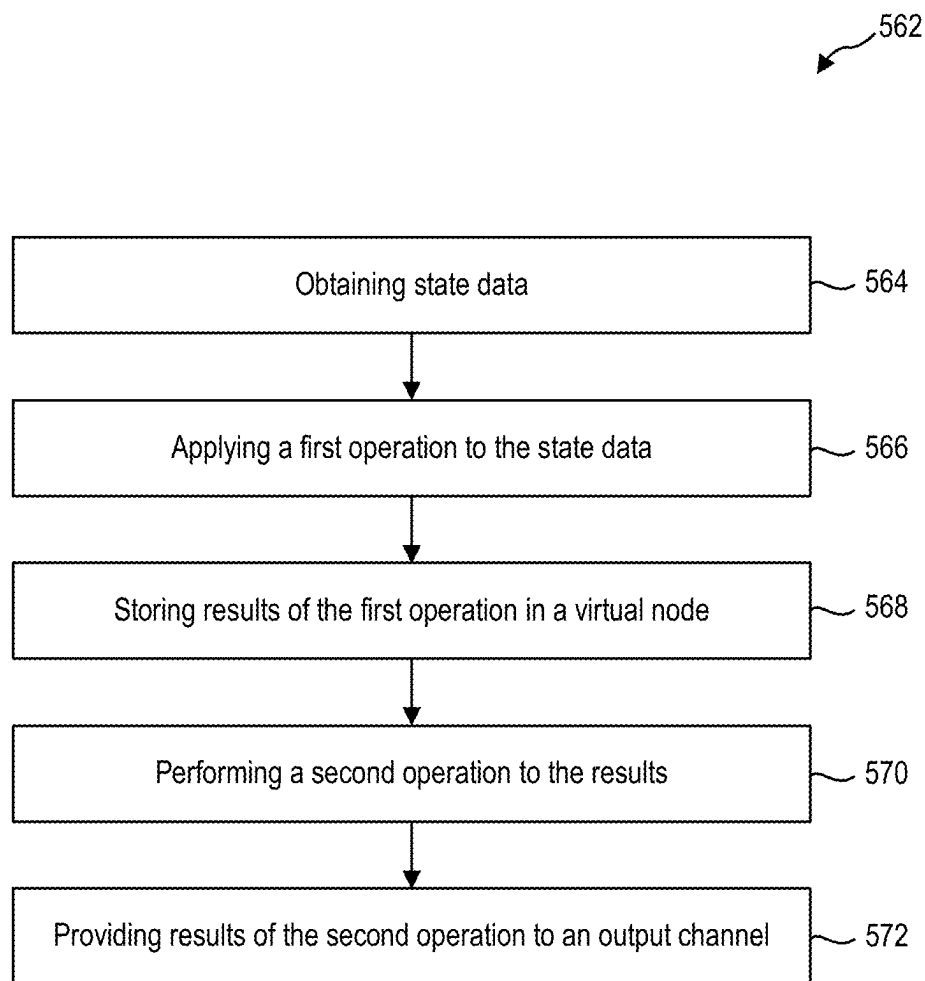 562
Obtaining state data
564
Applying a first operation to the state data
566
Storing results of the first operation in a virtual node
568
Performing a second operation to the results
570
Providing results of the second operation to an output channel
572